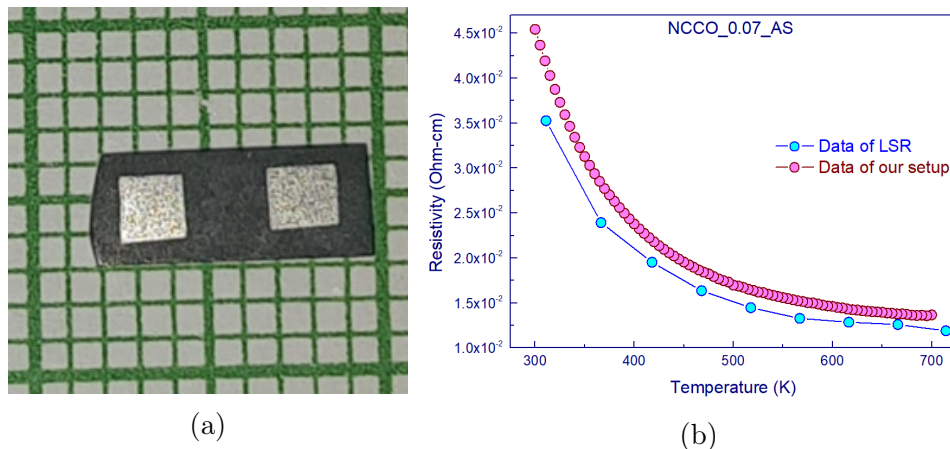 NCCO_0.07_AS
Data of LSR
Data of our setup
Resistivity (Ohm-cm)
4.5x10⁻²
4.0x10⁻²
3.5x10⁻²
3.0x10⁻²
2.5x10⁻²
2.0x10⁻²
1.5x10⁻²
1.0x10⁻²
300 400 500 600 700
Temperature (K)
(a)
(b)